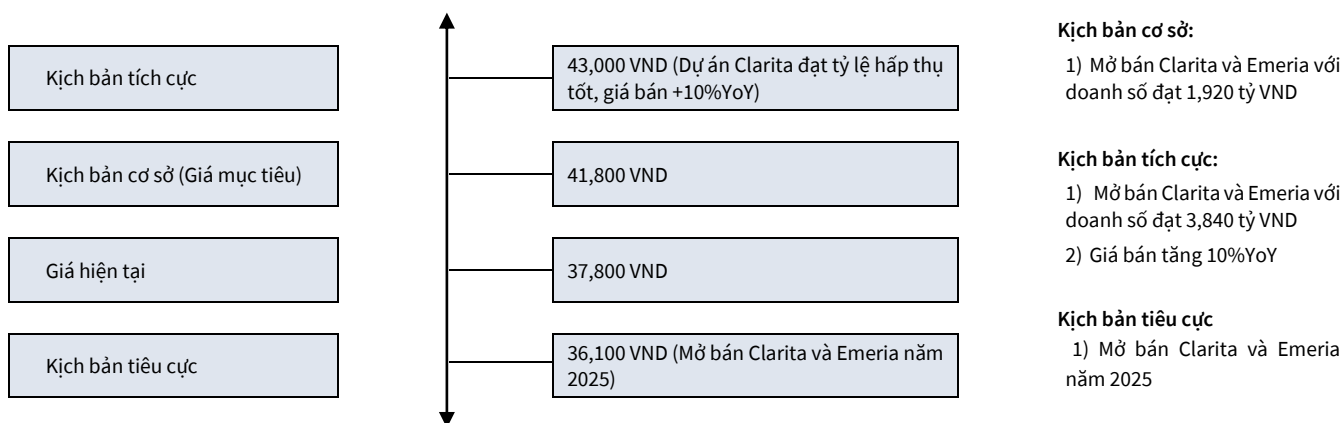 Kịch bản tích cực
43,000 VND (Dự án Clarita đạt tỷ lệ hấp thụ
tốt, giá bán +10%YoY)
Kịch bản cơ sở (Giá mục tiêu)
41,800 VND
Giá hiện tại
37,800 VND
Kịch bản tiêu cực
36,100 VND (Mở bán Clarita và Emeria năm
2025)
Kịch bản cơ sở:
1) Mở bán Clarita và Emeria với
doanh số đạt 1,920 tỷ VND
Kịch bản tích cực:
1) Mở bán Clarita và Emeria với
doanh số đạt 3,840 tỷ VND
2) Giá bán tăng 10%YoY
Kịch bản tiêu cực
1) Mở bán Clarita và Emeria
năm 2025